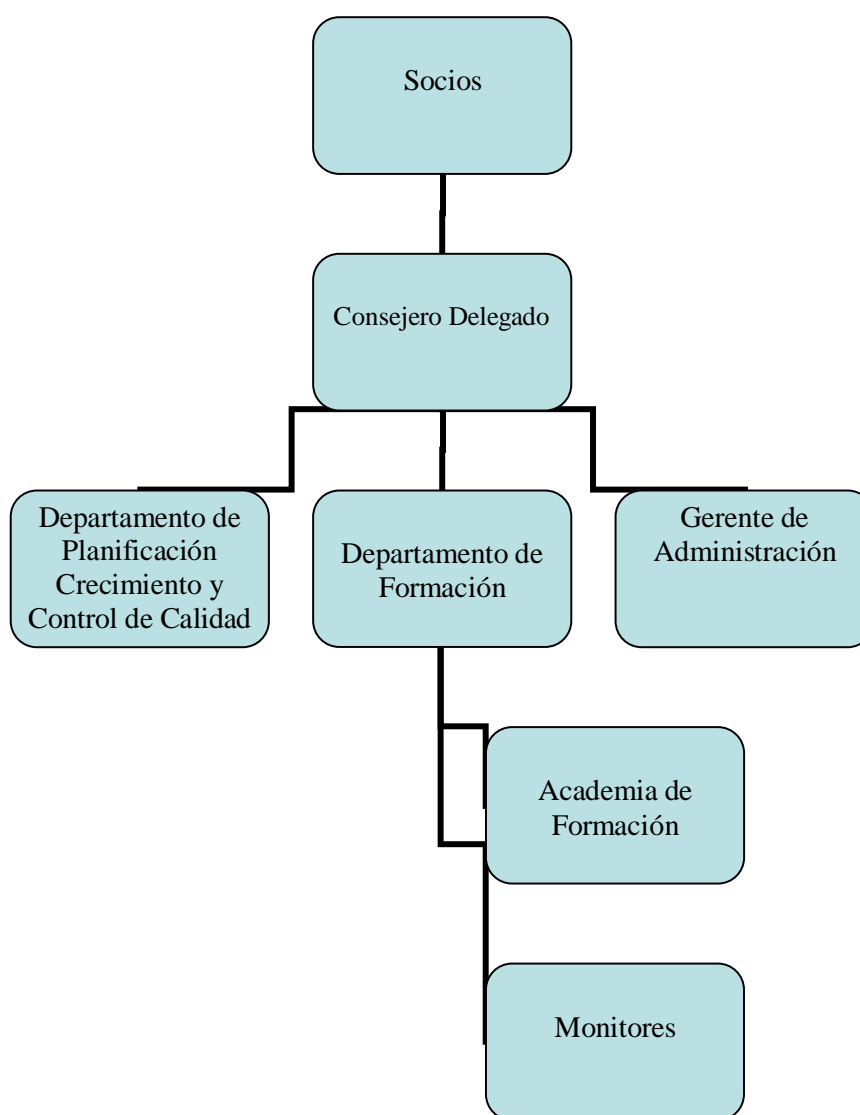 Socios
Consejero Delegado
Departamento de
Planificación
Crecimiento y
Control de Calidad
Departamento de
Formación
Gerente de
Administración
Academia de
Formación
Monitores